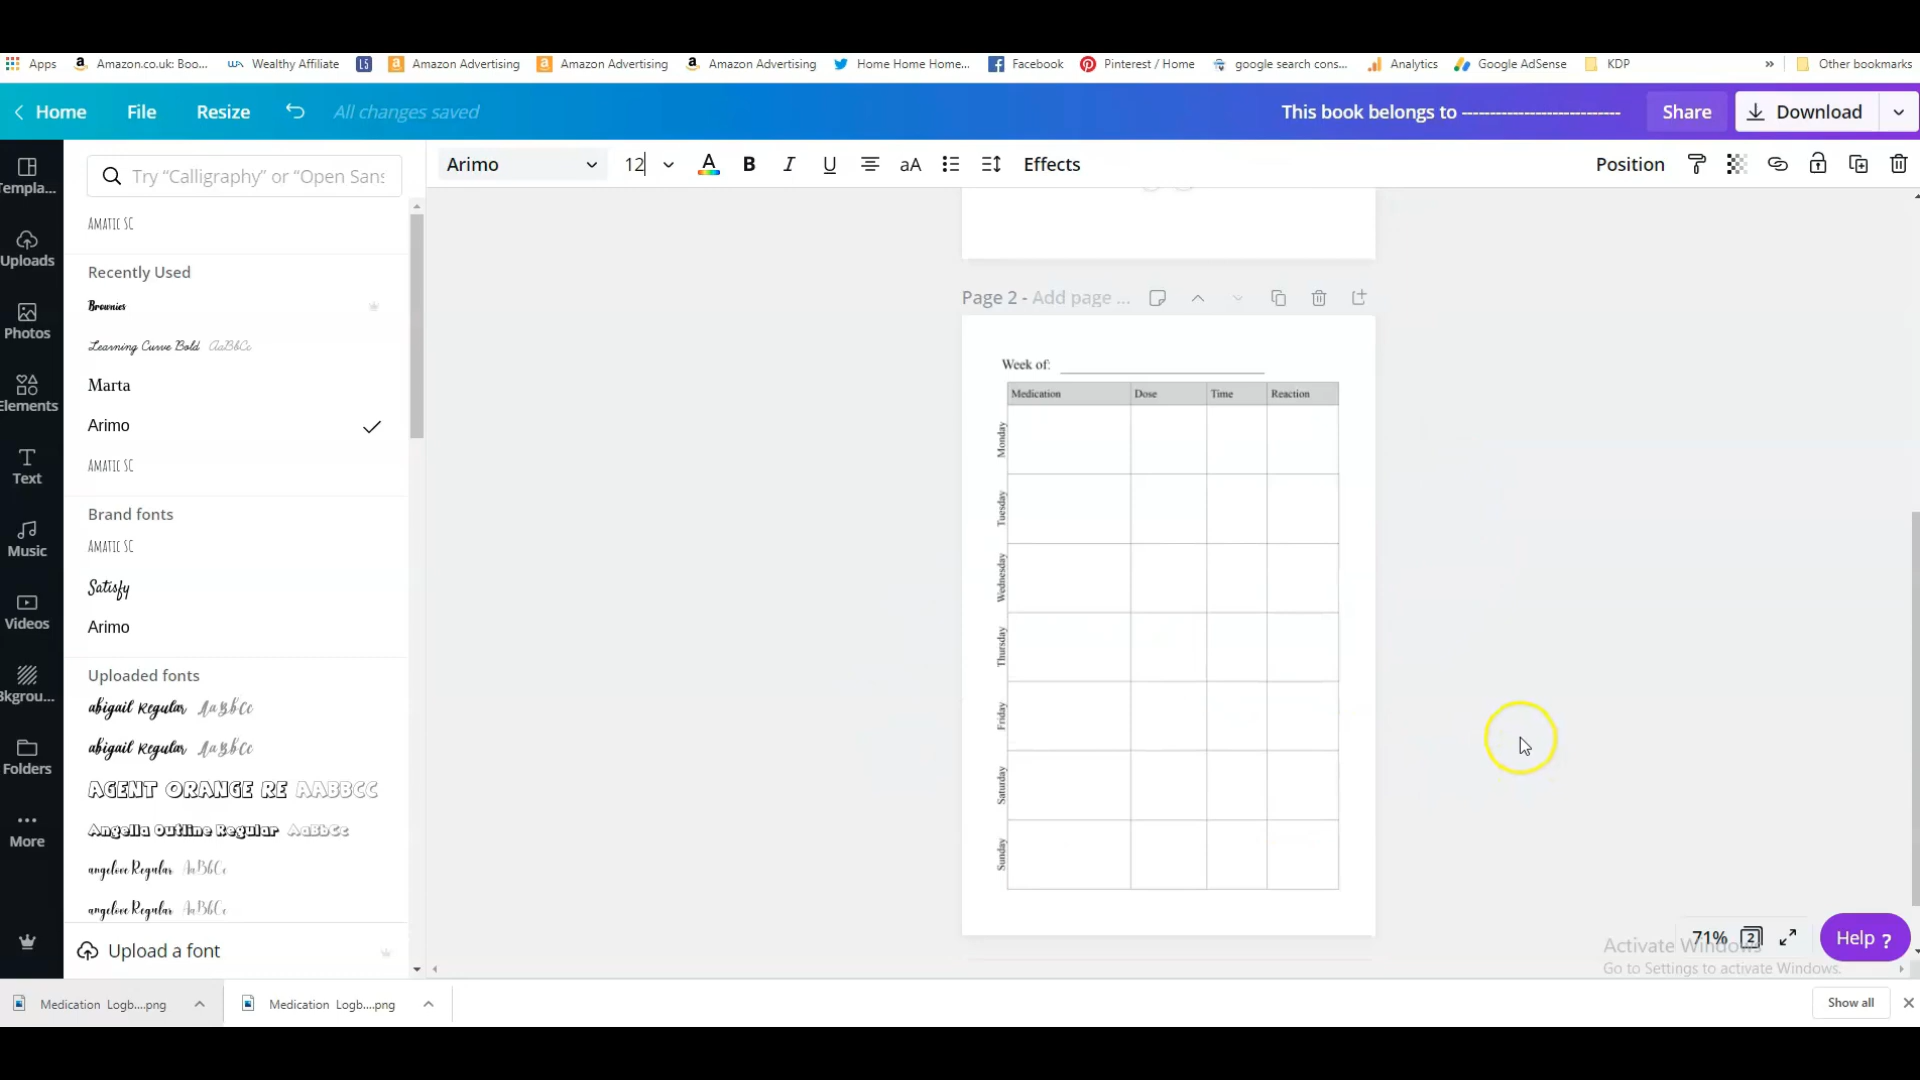 Apps Amazon.co.uk: Boo... Wealthy Affiliate Amazon Advertising Amazon Advertising Amazon Advertising Home Home Home... Facebook Pinterest / Home google search cons... Analytics Google AdSense KDP » Other bookmarks
Home File Resize All changes saved This book belongs to ---------------------------- Share Download
Arimo 12 A B I U aA Effects Position
Try “Calligraphy” or “Open Sans
Templa...
Uploads
Photos
Elements
Text
Music
Videos
Bkgrou...
Folders
More
AMATIC SC
Recently Used
Brownies
Learning Curve Bold AaBbCc
Marta
Arimo
AMATIC SC
Brand fonts
AMATIC SC
Satisfy
Arimo
Uploaded fonts
abigail Regular AaBbCc
abigail Regular AaBbCc
AGENT ORANGE RE AABBCC
Angella Outline Regular AaBbCc
angelove Regular AaBbCc
angelove Regular AaBbCc
Upload a font
Page 2 - Add page ...
Week of:
Medication Dose Time Reaction
Monday
Tuesday
Wednesday
Thursday
Friday
Saturday
Sunday
71% 2 Help ?
Activate Windows
Go to Settings to activate Windows.
Medication Logb....png Medication Logb....png Show all